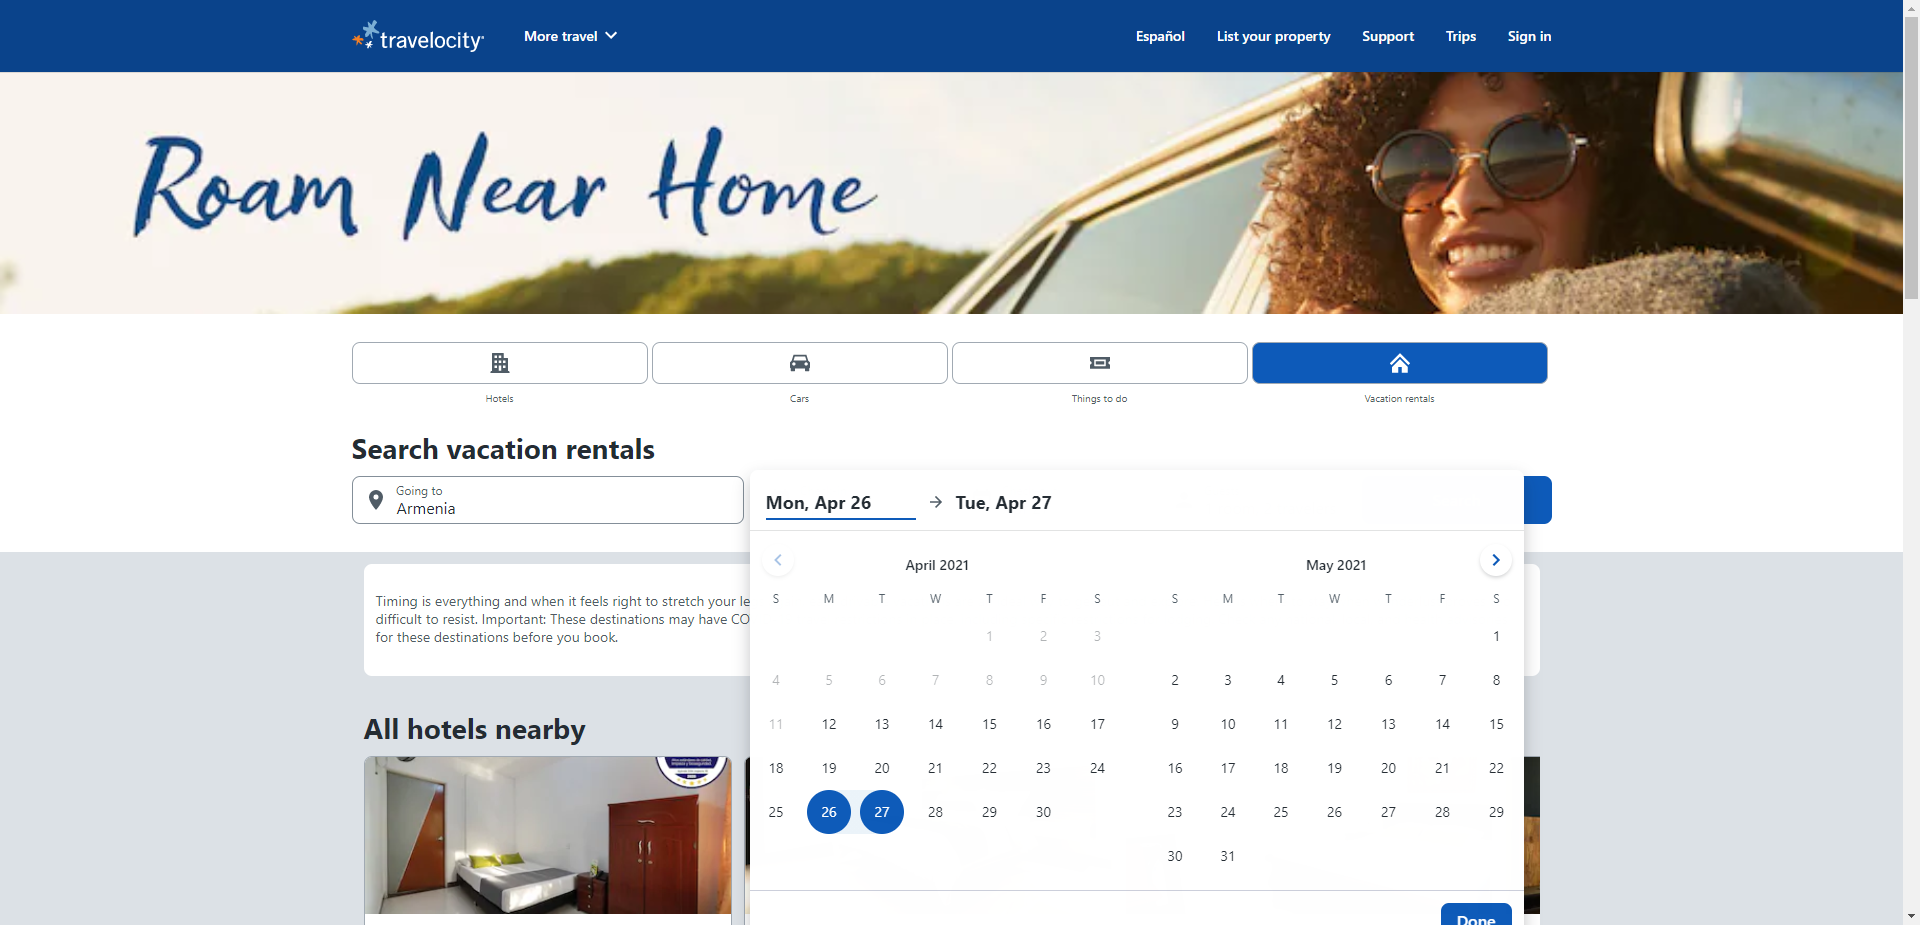 travelocity
More travel
Español
List your property
Support
Trips
Sign in
Roam Near Home
Hotels
Cars
Things to do
Vacation rentals
Search vacation rentals
Going to
Armenia
Mon, Apr 26
Tue, Apr 27
April 2021
S M T W T F S
1 2 3
4 5 6 7 8 9 10
11 12 13 14 15 16 17
18 19 20 21 22 23 24
25 26 27 28 29 30
May 2021
S M T W T F S
1
2 3 4 5 6 7 8
9 10 11 12 13 14 15
16 17 18 19 20 21 22
23 24 25 26 27 28 29
30 31
Done
Timing is everything and when it feels right to stretch your
difficult to resist. Important: These destinations may have
for these destinations before you book.
All hotels nearby